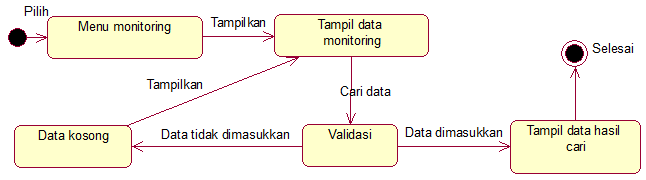 Pilih
Menu monitoring
Tampilkan
Tampil data
monitoring
Selesai
Tampilkan
Cari data
Data kosong
Data tidak dimasukkan
Validasi
Data dimasukkan
Tampil data hasil
cari